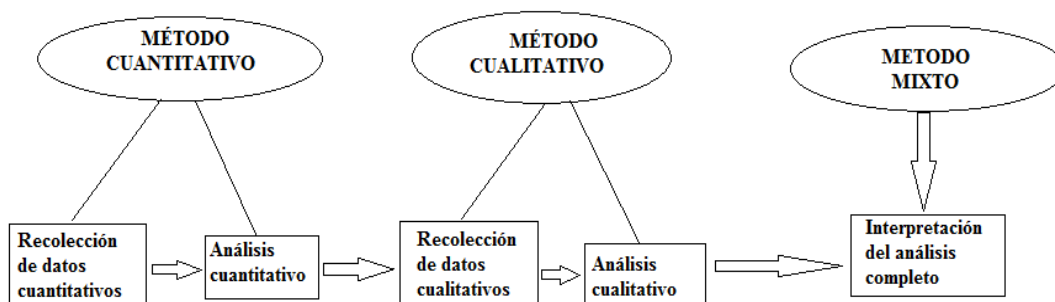 MÉTODO
CUANTITATIVO
MÉTODO
CUALITATIVO
METODO
MIXTO
Recolección
de datos
cuantitativos
Análisis
cuantitativo
Recolección
de datos
cualitativos
Análisis
cualitativo
Interpretación
del análisis
completo